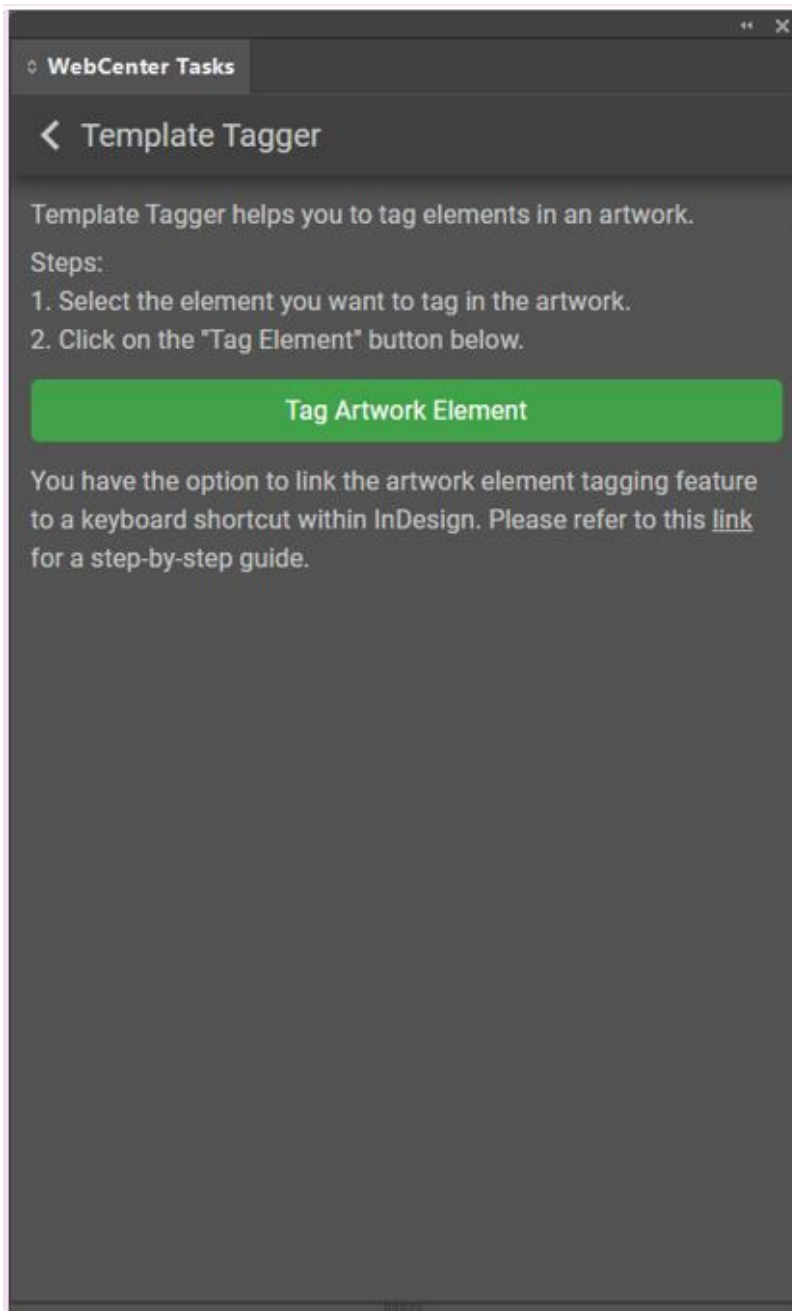 WebCenter Tasks
Template Tagger
Template Tagger helps you to tag elements in an artwork.
Steps:
1. Select the element you want to tag in the artwork.
2. Click on the "Tag Element" button below.
Tag Artwork Element
You have the option to link the artwork element tagging feature
to a keyboard shortcut within InDesign. Please refer to this link
for a step-by-step guide.